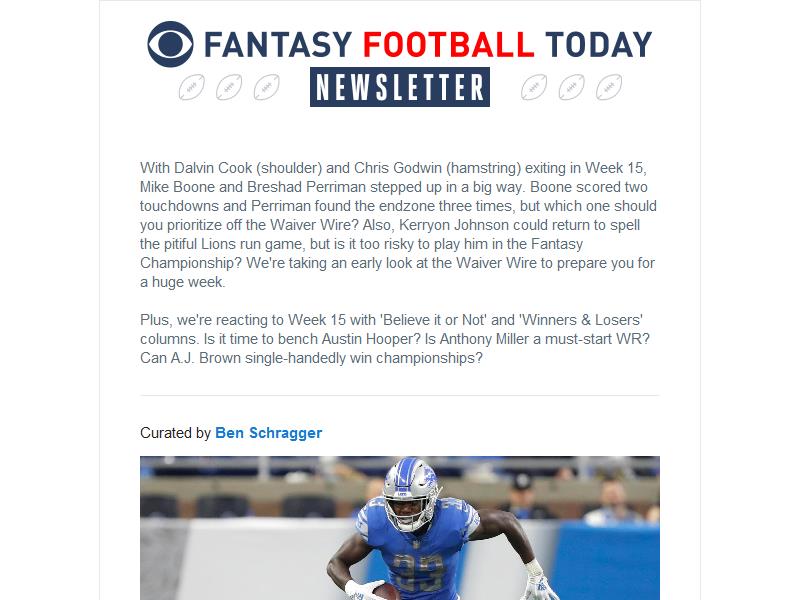 FANTASY FOOTBALL TODAY
NEWSLETTER
With Dalvin Cook (shoulder) and Chris Godwin (hamstring) exiting in Week 15,
Mike Boone and Breshad Perriman stepped up in a big way. Boone scored two
touchdowns and Perriman found the endzone three times, but which one should
you prioritize off the Waiver Wire? Also, Kerryon Johnson could return to spell
the pitiful Lions run game, but is it too risky to play him in the Fantasy
Championship? We're taking an early look at the Waiver Wire to prepare you for
a huge week.
Plus, we're reacting to Week 15 with 'Believe it or Not' and 'Winners & Losers'
columns. Is it time to bench Austin Hooper? Is Anthony Miller a must-start WR?
Can A.J. Brown single-handedly win championships?
Curated by Ben Schragger
33